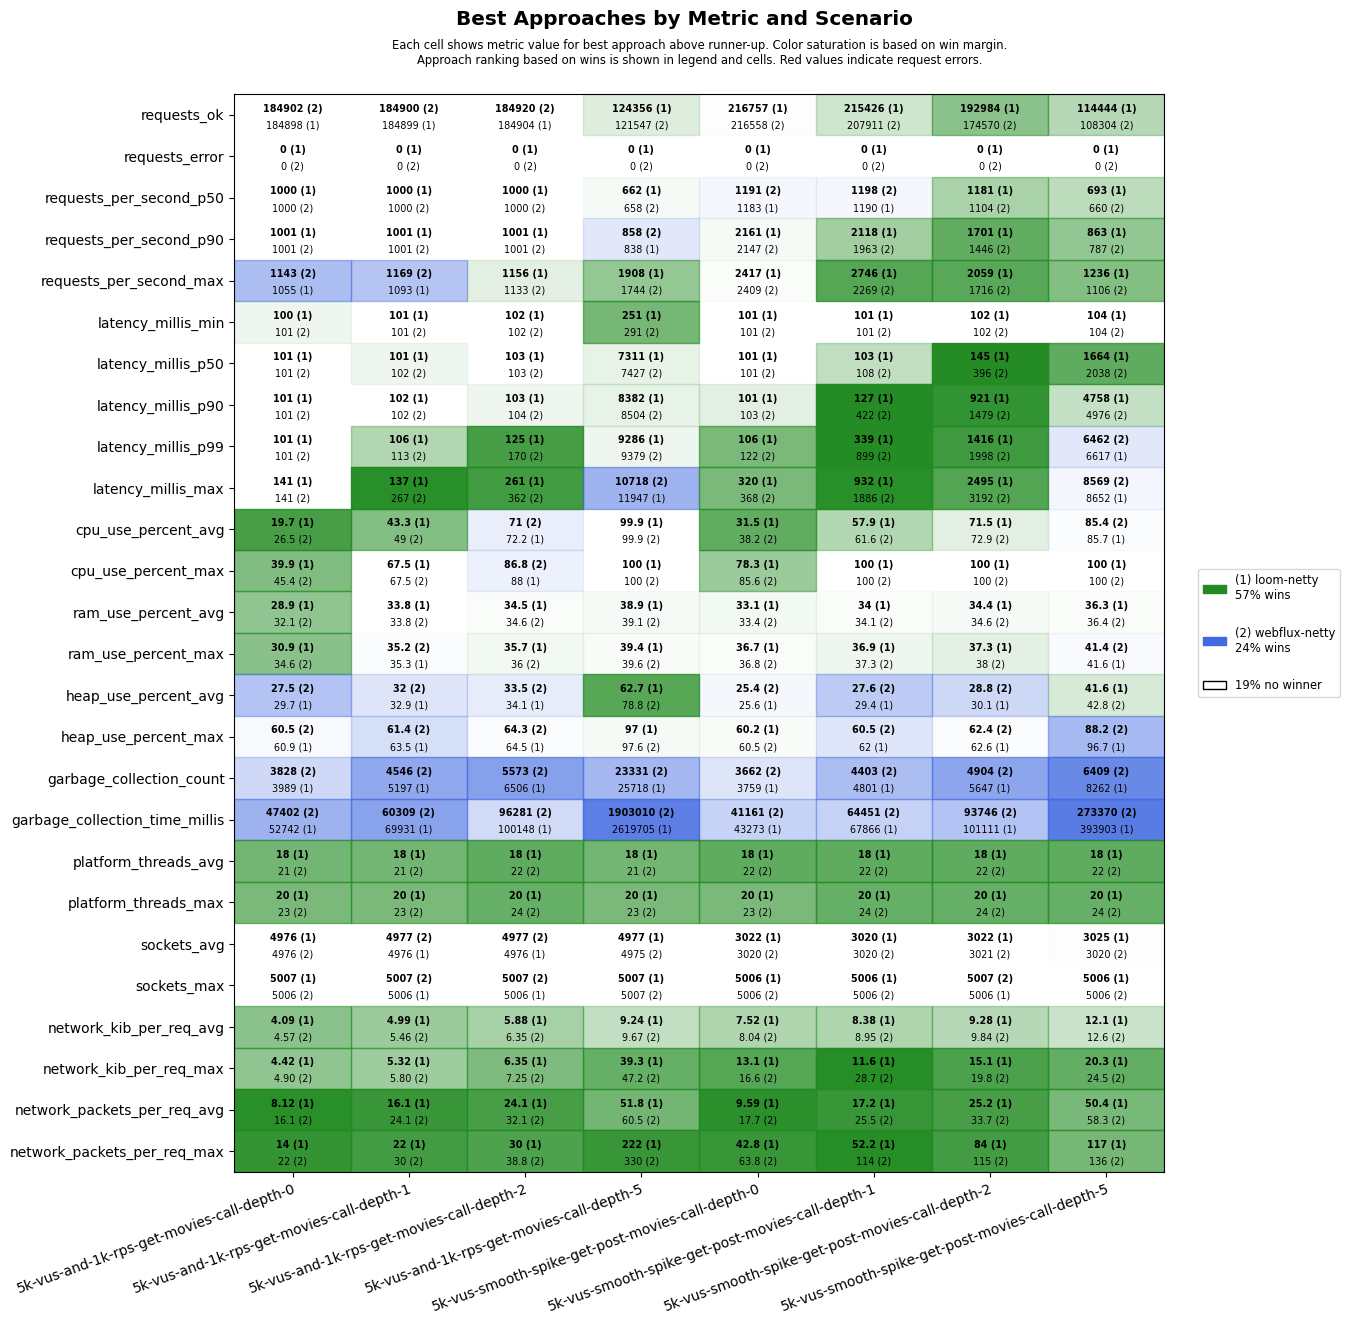 Best Approaches by Metric and Scenario
Each cell shows metric value for best approach above runner-up. Color saturation is based on win margin.
Approach ranking based on wins is shown in legend and cells. Red values indicate request errors.
requests_ok
184902 (2) 184900 (2) 184920 (2) 124356 (1) 216757 (1) 215426 (1) 192984 (1) 114444 (1)
184898 (1) 184899 (1) 184904 (1) 121547 (2) 216558 (2) 207911 (2) 174570 (2) 108304 (2)
requests_error
0 (1) 0 (1) 0 (1) 0 (1) 0 (1) 0 (1) 0 (1) 0 (1)
0 (2) 0 (2) 0 (2) 0 (2) 0 (2) 0 (2) 0 (2) 0 (2)
requests_per_second_p50
1000 (1) 1000 (1) 1000 (1) 662 (1) 1191 (2) 1198 (2) 1181 (1) 693 (1)
1000 (2) 1000 (2) 1000 (2) 658 (2) 1183 (1) 1190 (1) 1104 (2) 660 (2)
requests_per_second_p90
1001 (1) 1001 (1) 1001 (1) 858 (2) 2161 (1) 2118 (1) 1701 (1) 863 (1)
1001 (2) 1001 (2) 1001 (2) 838 (1) 2147 (2) 1963 (2) 1446 (2) 787 (2)
requests_per_second_max
1143 (2) 1169 (2) 1156 (1) 1908 (1) 2417 (1) 2746 (1) 2059 (1) 1236 (1)
1055 (1) 1093 (1) 1133 (2) 1744 (2) 2409 (2) 2269 (2) 1716 (2) 1106 (2)
latency_millis_min
100 (1) 101 (1) 102 (1) 251 (1) 101 (1) 101 (1) 102 (1) 104 (1)
101 (2) 101 (2) 102 (2) 291 (2) 101 (2) 101 (2) 102 (2) 104 (2)
latency_millis_p50
101 (1) 101 (1) 103 (1) 7311 (1) 101 (1) 103 (1) 145 (1) 1664 (1)
101 (2) 102 (2) 103 (2) 7427 (2) 101 (2) 108 (2) 396 (2) 2038 (2)
latency_millis_p90
101 (1) 102 (1) 103 (1) 8382 (1) 101 (1) 127 (1) 921 (1) 4758 (1)
101 (2) 102 (2) 104 (2) 8504 (2) 103 (2) 422 (2) 1479 (2) 4976 (2)
latency_millis_p99
101 (1) 106 (1) 125 (1) 9286 (1) 106 (1) 339 (1) 1416 (1) 6462 (2)
101 (2) 113 (2) 170 (2) 9379 (2) 122 (2) 899 (2) 1998 (2) 6617 (1)
latency_millis_max
141 (1) 137 (1) 261 (1) 10718 (2) 320 (1) 932 (1) 2495 (1) 8569 (2)
141 (2) 267 (2) 362 (2) 11947 (1) 368 (2) 1886 (2) 3192 (2) 8652 (1)
cpu_use_percent_avg
19.7 (1) 43.3 (1) 71 (2) 99.9 (1) 31.5 (1) 57.9 (1) 71.5 (1) 85.4 (2)
26.5 (2) 49 (2) 72.2 (1) 99.9 (2) 38.2 (2) 61.6 (2) 72.9 (2) 85.7 (1)
cpu_use_percent_max
39.9 (1) 67.5 (1) 86.8 (2) 100 (1) 78.3 (1) 100 (1) 100 (1) 100 (1)
45.4 (2) 67.5 (2) 88 (1) 100 (2) 85.6 (2) 100 (2) 100 (2) 100 (2)
ram_use_percent_avg
28.9 (1) 33.8 (1) 34.5 (1) 38.9 (1) 33.1 (1) 34 (1) 34.4 (1) 36.3 (1)
32.1 (2) 33.8 (2) 34.6 (2) 39.1 (2) 33.4 (2) 34.1 (2) 34.6 (2) 36.4 (2)
ram_use_percent_max
30.9 (1) 35.2 (2) 35.7 (1) 39.4 (1) 36.7 (1) 36.9 (1) 37.3 (1) 41.4 (2)
34.6 (2) 35.3 (1) 36 (2) 39.6 (2) 36.8 (2) 37.3 (2) 38 (2) 41.6 (1)
heap_use_percent_avg
27.5 (2) 32 (2) 33.5 (2) 62.7 (1) 25.4 (2) 27.6 (2) 28.8 (2) 41.6 (1)
29.7 (1) 32.9 (1) 34.1 (1) 78.8 (2) 25.6 (1) 29.4 (1) 30.1 (1) 42.8 (2)
heap_use_percent_max
60.5 (2) 61.4 (2) 64.3 (2) 97 (1) 60.2 (1) 60.5 (2) 62.4 (2) 88.2 (2)
60.9 (1) 63.5 (1) 64.5 (1) 97.6 (2) 60.5 (2) 62 (1) 62.6 (1) 96.7 (1)
garbage_collection_count
3828 (2) 4546 (2) 5573 (2) 23331 (2) 3662 (2) 4403 (2) 4904 (2) 6409 (2)
3989 (1) 5197 (1) 6506 (1) 25718 (1) 3759 (1) 4801 (1) 5647 (1) 8262 (1)
garbage_collection_time_millis
47402 (2) 60309 (2) 96281 (2) 1903010 (2) 41161 (2) 64451 (2) 93746 (2) 273370 (2)
52742 (1) 69931 (1) 100148 (1) 2619705 (1) 43273 (1) 67866 (1) 101111 (1) 393903 (1)
platform_threads_avg
18 (1) 18 (1) 18 (1) 18 (1) 18 (1) 18 (1) 18 (1) 18 (1)
21 (2) 21 (2) 22 (2) 21 (2) 22 (2) 22 (2) 22 (2) 22 (2)
platform_threads_max
20 (1) 20 (1) 20 (1) 20 (1) 20 (1) 20 (1) 20 (1) 20 (1)
23 (2) 23 (2) 24 (2) 23 (2) 23 (2) 24 (2) 24 (2) 24 (2)
sockets_avg
4976 (1) 4977 (2) 4977 (2) 4977 (1) 3022 (1) 3020 (1) 3022 (1) 3025 (1)
4976 (2) 4976 (1) 4976 (1) 4975 (2) 3020 (2) 3020 (2) 3021 (2) 3020 (2)
sockets_max
5007 (1) 5007 (2) 5007 (2) 5007 (1) 5006 (1) 5006 (1) 5007 (2) 5006 (1)
5006 (2) 5006 (1) 5006 (1) 5007 (2) 5006 (2) 5006 (2) 5006 (1) 5006 (2)
network_kib_per_req_avg
4.09 (1) 4.99 (1) 5.88 (1) 9.24 (1) 7.52 (1) 8.38 (1) 9.28 (1) 12.1 (1)
4.57 (2) 5.46 (2) 6.35 (2) 9.67 (2) 8.04 (2) 8.95 (2) 9.84 (2) 12.6 (2)
network_kib_per_req_max
4.42 (1) 5.32 (1) 6.35 (1) 39.3 (1) 13.1 (1) 11.6 (1) 15.1 (1) 20.3 (1)
4.90 (2) 5.80 (2) 7.25 (2) 47.2 (2) 16.6 (2) 28.7 (2) 19.8 (2) 24.5 (2)
network_packets_per_req_avg
8.12 (1) 16.1 (1) 24.1 (1) 51.8 (1) 9.59 (1) 17.2 (1) 25.2 (1) 50.4 (1)
16.1 (2) 24.1 (2) 32.1 (2) 60.5 (2) 17.7 (2) 25.5 (2) 33.7 (2) 58.3 (2)
network_packets_per_req_max
14 (1) 22 (1) 30 (1) 222 (1) 42.8 (1) 52.2 (1) 84 (1) 117 (1)
22 (2) 30 (2) 38.8 (2) 330 (2) 63.8 (2) 114 (2) 115 (2) 136 (2)
5k-vus-and-1k-rps-get-movies-call-depth-0
5k-vus-and-1k-rps-get-movies-call-depth-1
5k-vus-and-1k-rps-get-movies-call-depth-2
5k-vus-and-1k-rps-get-movies-call-depth-5
5k-vus-smooth-spike-get-post-movies-call-depth-0
5k-vus-smooth-spike-get-post-movies-call-depth-1
5k-vus-smooth-spike-get-post-movies-call-depth-2
5k-vus-smooth-spike-get-post-movies-call-depth-5
(1) loom-netty
57% wins
(2) webflux-netty
24% wins
19% no winner